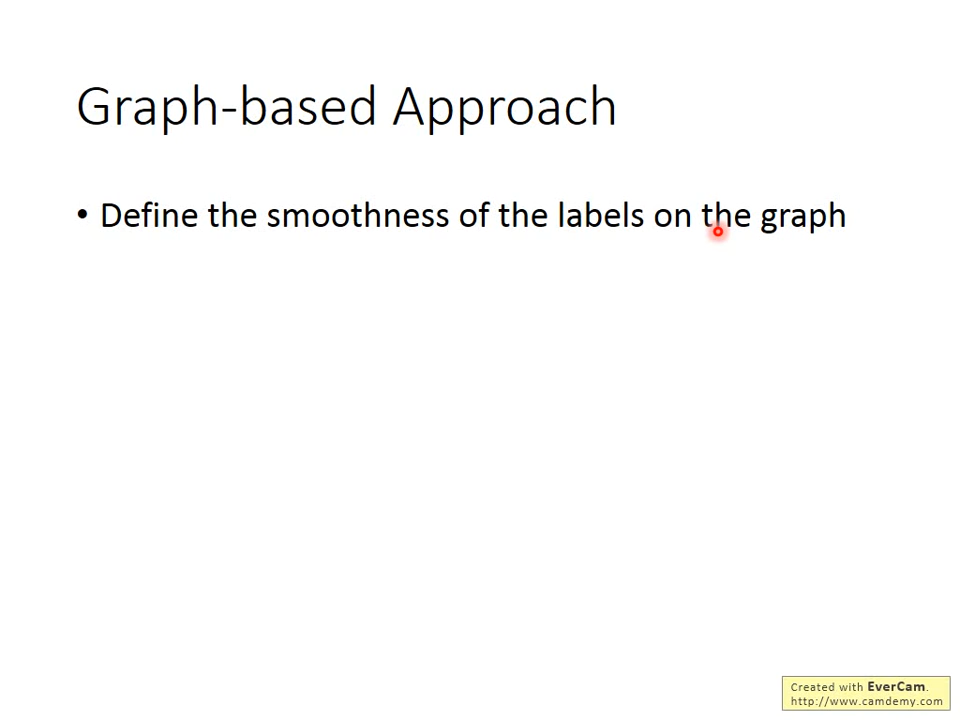 Graph-based Approach
• Define the smoothness of the labels on the graph
Created with EverCam.
http://www.camdemy.com